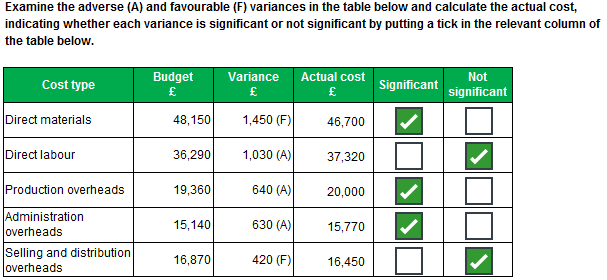 Examine the adverse (A) and favourable (F) variances in the table below and calculate the actual cost,
indicating whether each variance is significant or not significant by putting a tick in the relevant column of
the table below.
Cost type Budget £ Variance £ Actual cost £ Significant Not significant
Direct materials 48,150 1,450 (F) 46,700
Direct labour 36,290 1,030 (A) 37,320
Production overheads 19,360 640 (A) 20,000
Administration overheads 15,140 630 (A) 15,770
Selling and distribution overheads 16,870 420 (F) 16,450